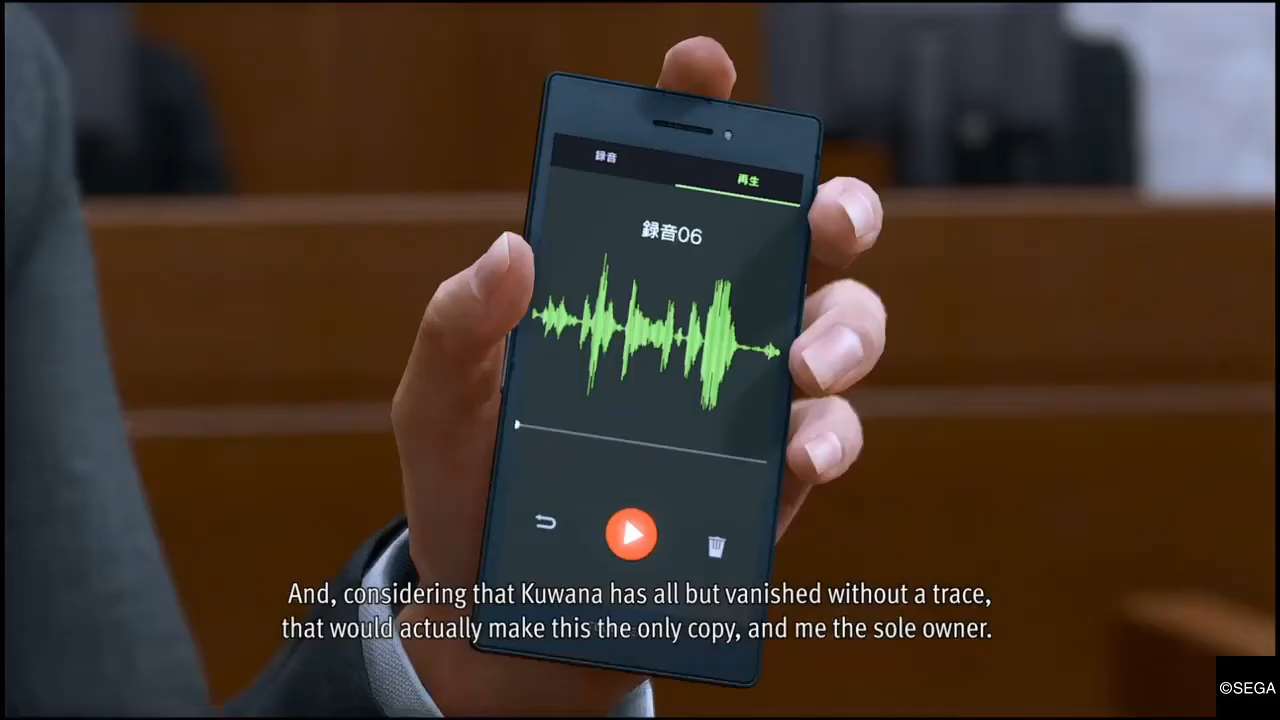 録音
再生
録音06
And, considering that Kuwana has all but vanished without a trace,
that would actually make this the only copy, and me the sole owner.
©SEGA